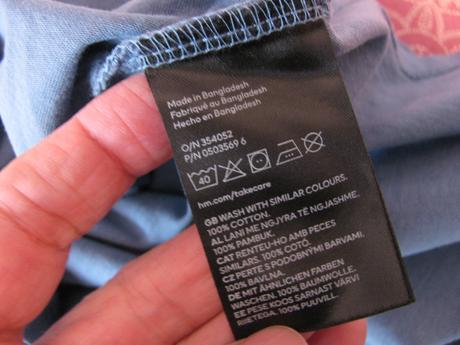 Made in Bangladesh
Fabriqué au Bangladesh
Hecho en Bangladesh
O/N 354052
P/N 0503569 6
40
hm.com/takecare
GB WASH WITH SIMILAR COLOURS.
100% COTTON.
AL LANI ME NGJYRA TË NGJASHME.
100% PAMBUK.
CAT RENTEU-HO AMB PECES
SIMILARS. 100% COTÓ.
CZ PERTE S PODOBNÝMI BARVAMI.
100% BAVLNA.
DE MIT ÄHNLICHEN FARBEN
WASCHEN. 100% BAUMWOLLE.
EE PESE KOOS SARNAST VÄRVI
RIIETEGA. 100% PUUVILL.